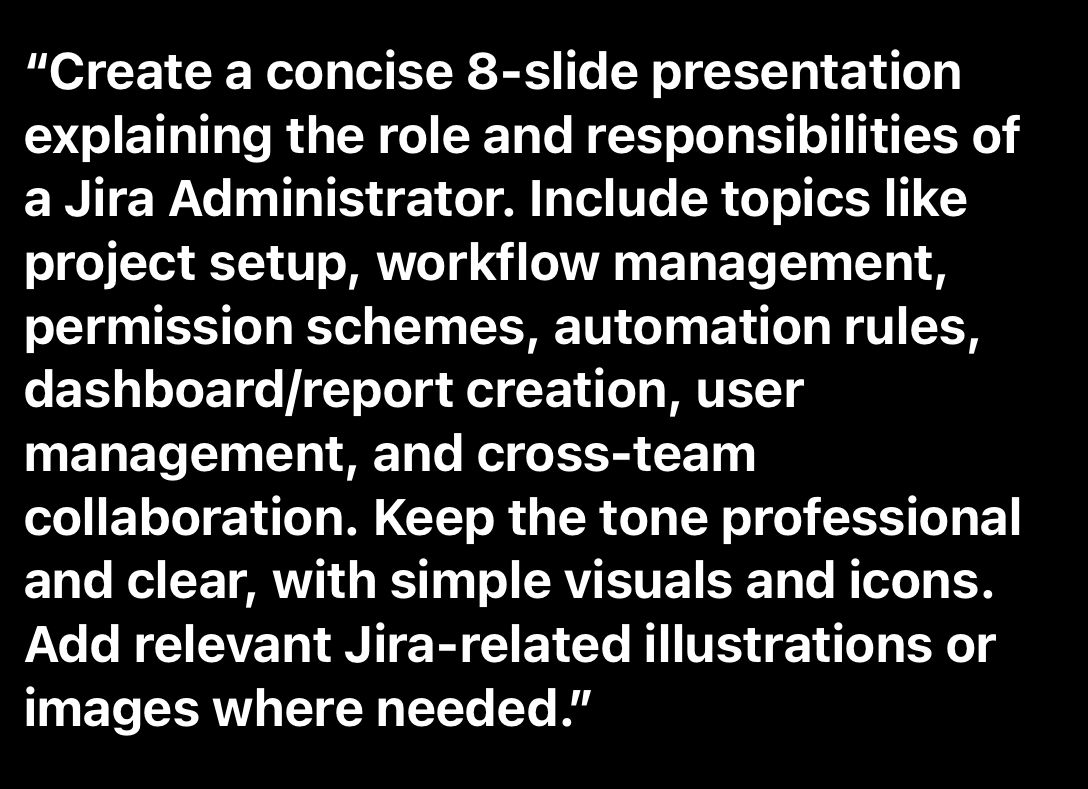 “Create a concise 8-slide presentation
explaining the role and responsibilities of
a Jira Administrator. Include topics like
project setup, workflow management,
permission schemes, automation rules,
dashboard/report creation, user
management, and cross-team
collaboration. Keep the tone professional
and clear, with simple visuals and icons.
Add relevant Jira-related illustrations or
images where needed.”